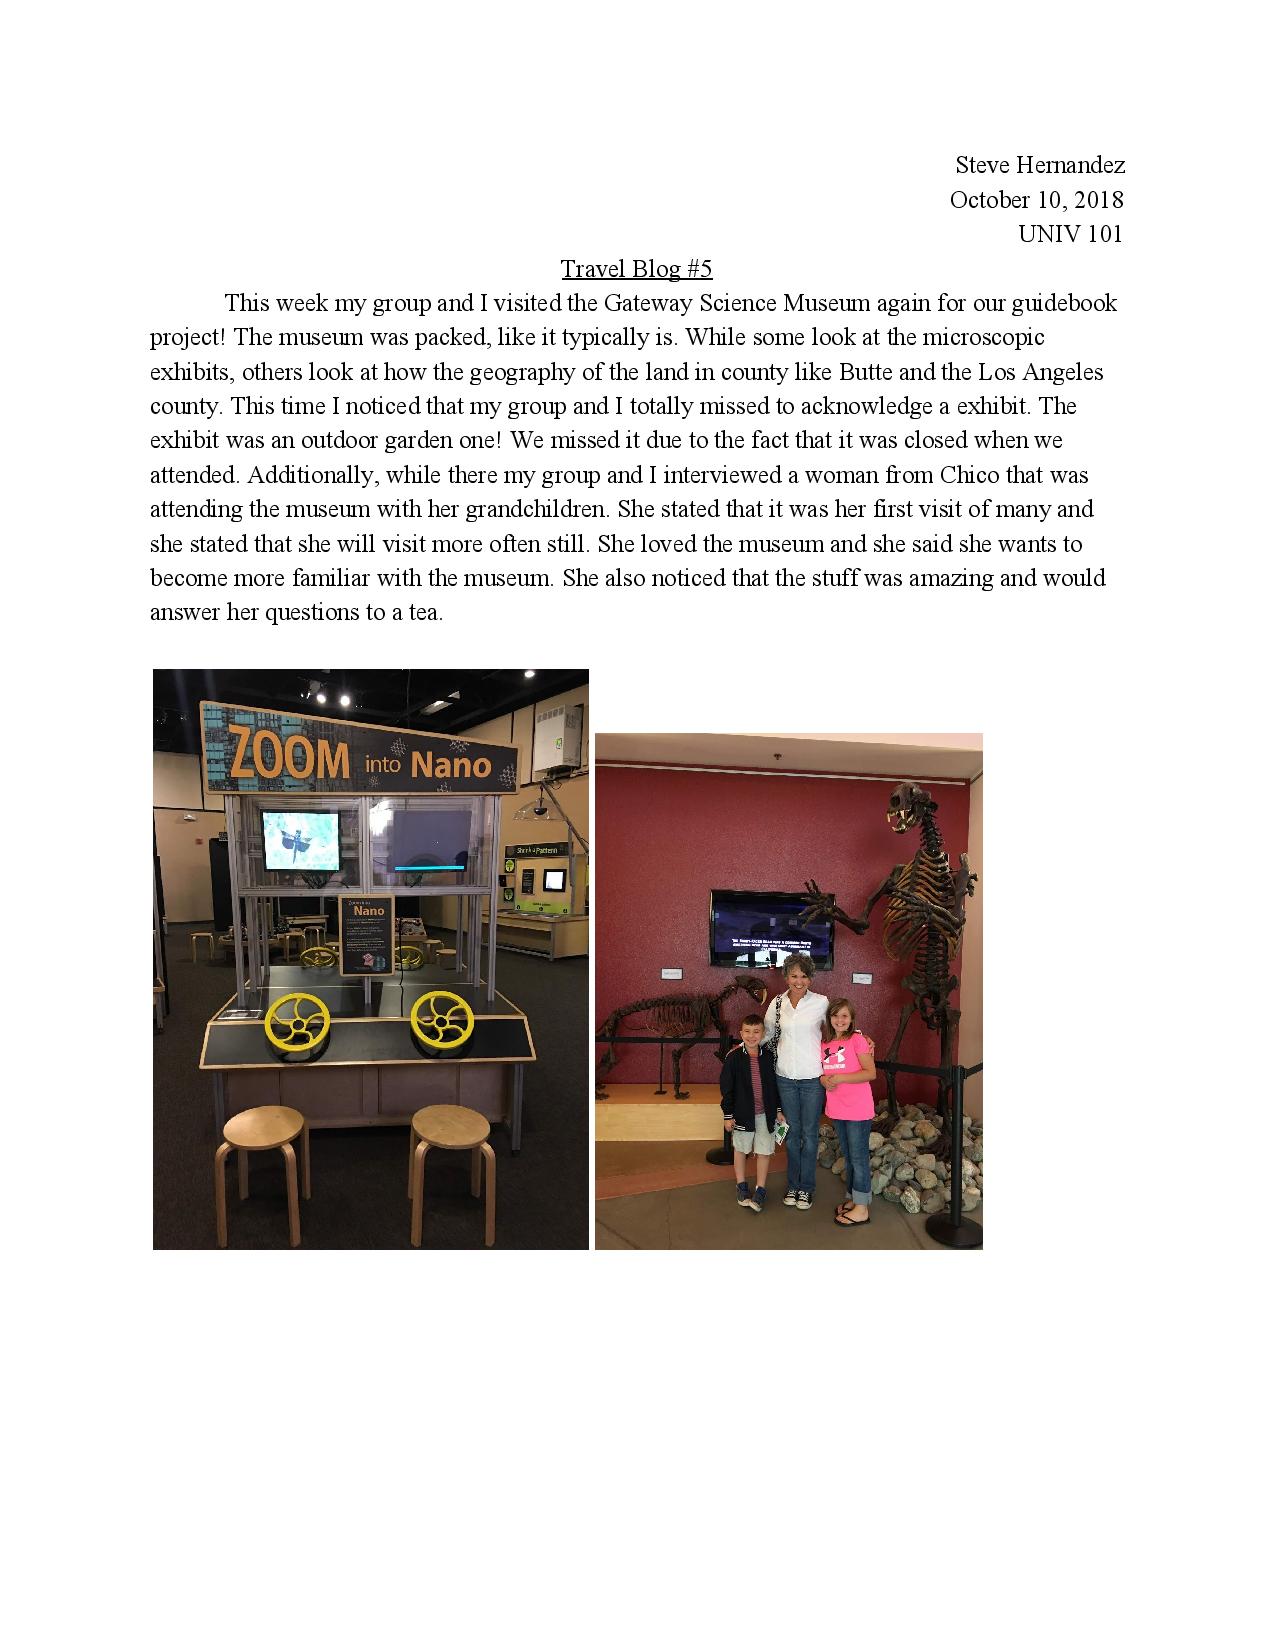 Steve Hernandez
October 10, 2018
UNIV 101
Travel Blog #5
This week my group and I visited the Gateway Science Museum again for our guidebook
project! The museum was packed, like it typically is. While some look at the microscopic
exhibits, others look at how the geography of the land in county like Butte and the Los Angeles
county. This time I noticed that my group and I totally missed to acknowledge a exhibit. The
exhibit was an outdoor garden one! We missed it due to the fact that it was closed when we
attended. Additionally, while there my group and I interviewed a woman from Chico that was
attending the museum with her grandchildren. She stated that it was her first visit of many and
she stated that she will visit more often still. She loved the museum and she said she wants to
become more familiar with the museum. She also noticed that the stuff was amazing and would
answer her questions to a tea.
ZOOM into Nano
Shrink a Pattern
Zoom into
Nano